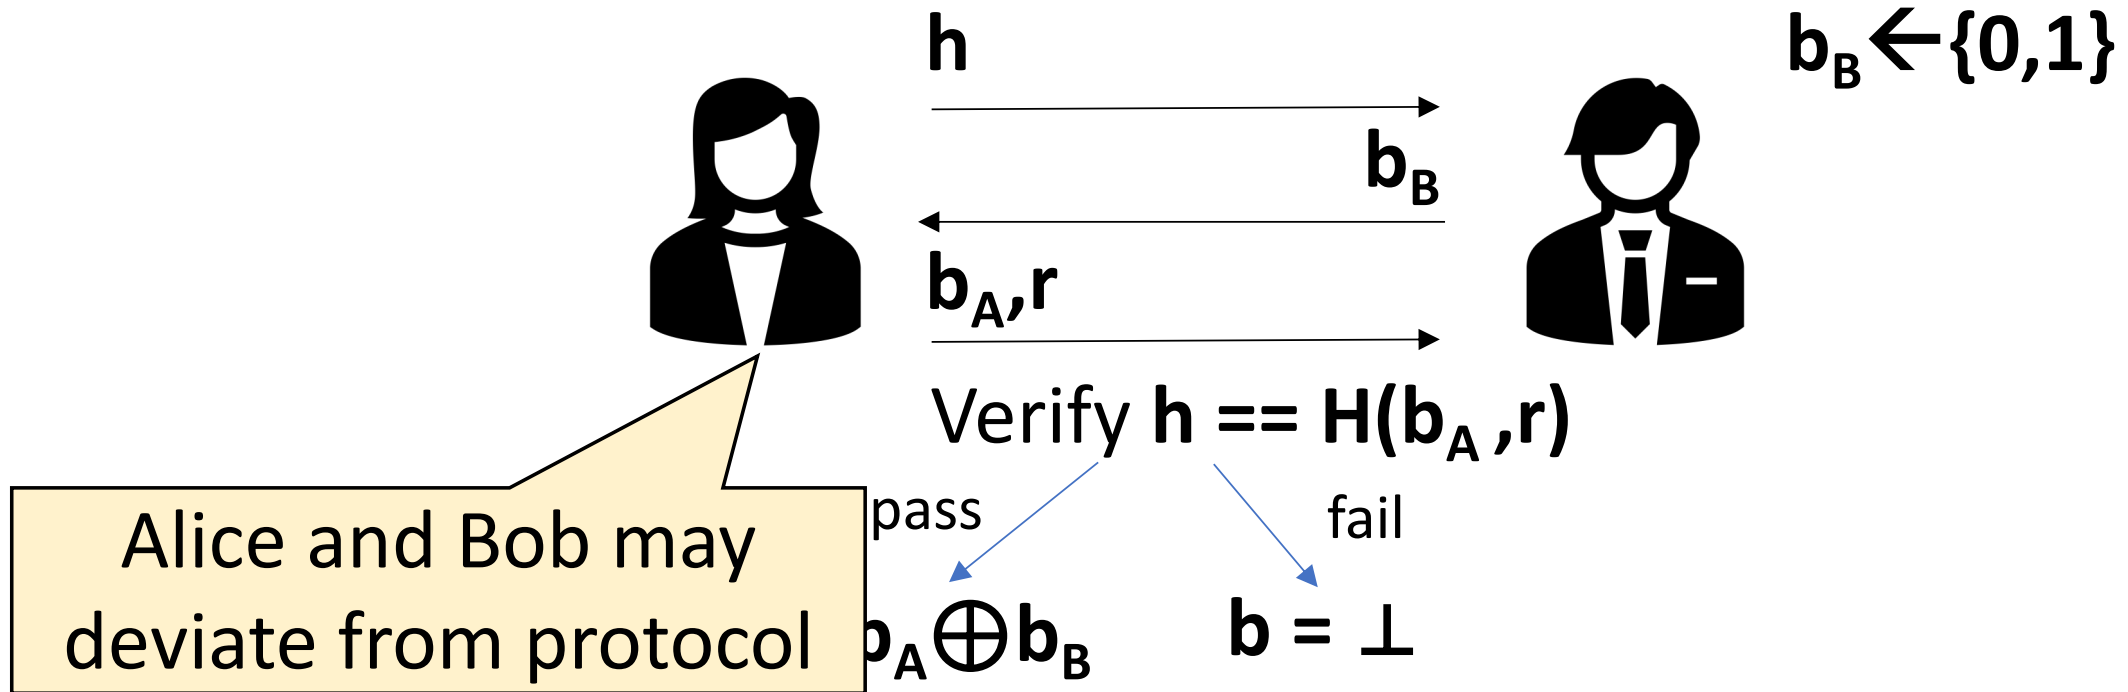 h
b_B←{0,1}
b_B
b_A,r
Verify h == H(b_A ,r)
pass
fail
Alice and Bob may
deviate from protocol
b_A⊕b_B
b = ⊥